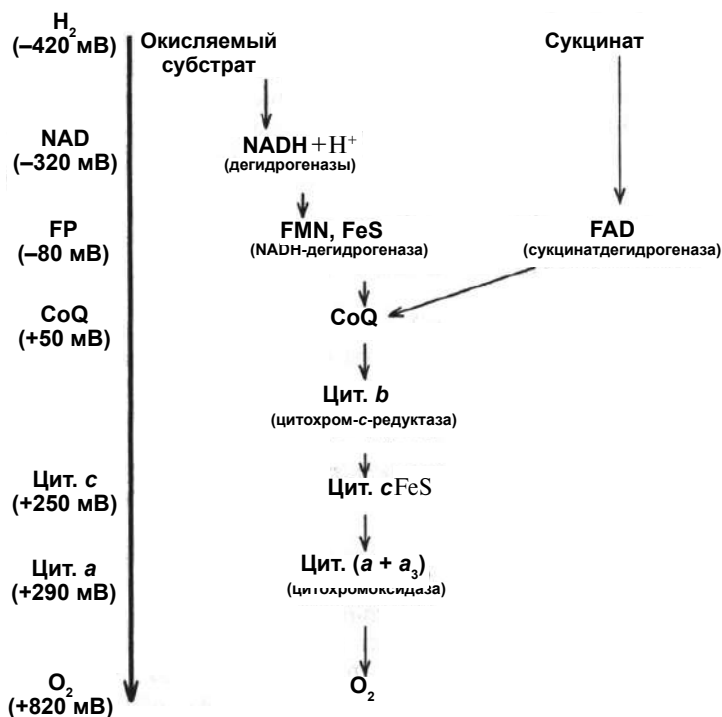 H₂
(–420 мВ)
Окисляемый
субстрат
Сукцинат
NAD
(–320 мВ)
NADH + H⁺
(дегидрогеназы)
FP
(–80 мВ)
FMN, FeS
(NADH-дегидрогеназа)
FAD
(сукцинатдегидрогеназа)
CoQ
(+50 мВ)
CoQ
Цит. b
(цитохром-с-редуктаза)
Цит. c
(+250 мВ)
Цит. c FeS
Цит. a
(+290 мВ)
Цит. (a + a₃)
(цитохромоксидаза)
O₂
(+820 мВ)
O₂